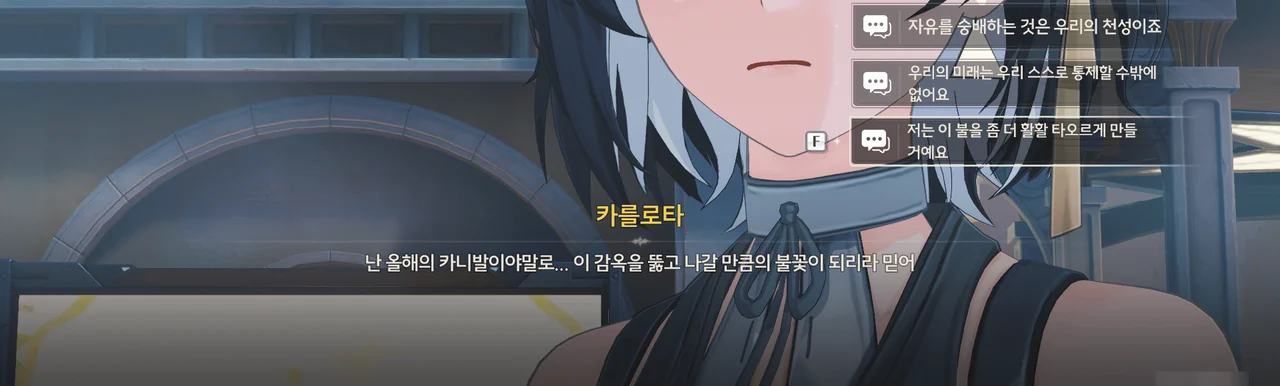 자유를 숭배하는 것은 우리의 천성이죠
우리의 미래는 우리 스스로 통제할 수밖에
없어요
F
저는 이 불을 좀 더 활활 타오르게 만들
거예요
카를로타
난 올해의 카니발이야말로... 이 감옥을 뚫고 나갈 만큼의 불꽃이 되리라 믿어